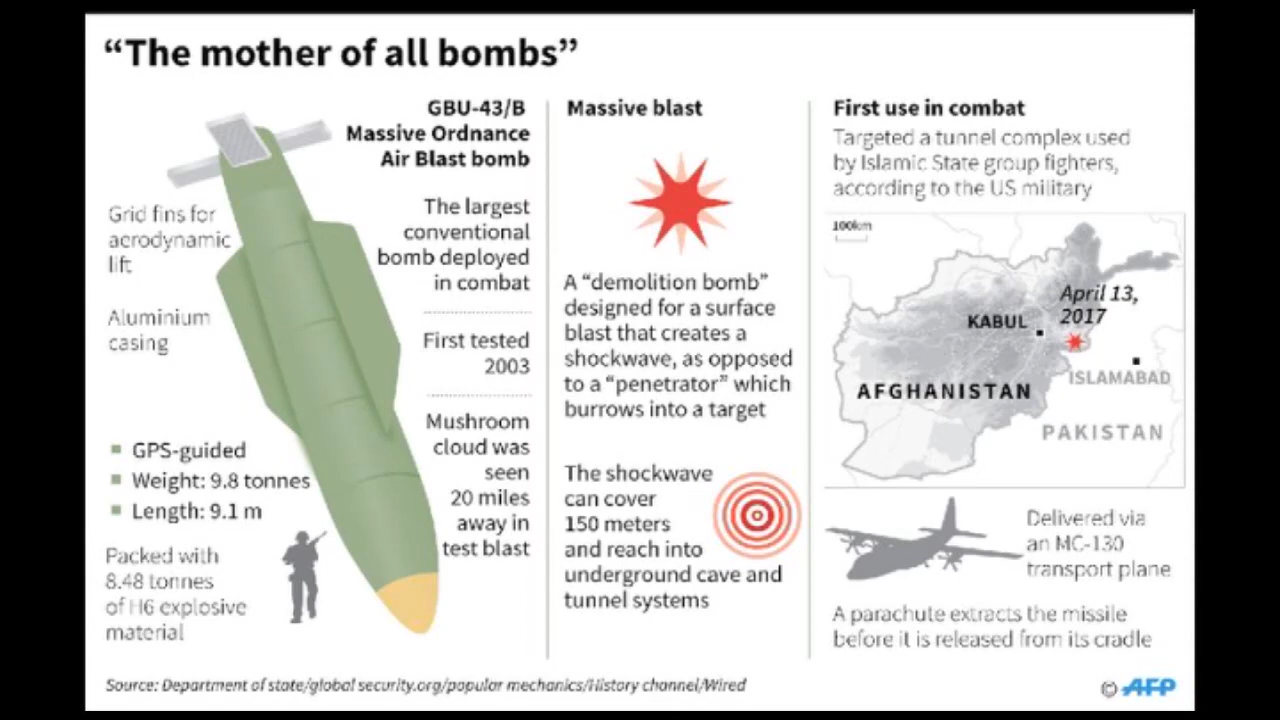 “The mother of all bombs”
GBU-43/B
Massive Ordnance
Air Blast bomb
Grid fins for
aerodynamic
lift
Aluminium
casing
The largest
conventional
bomb deployed
in combat
First tested
2003
Mushroom
cloud was
seen
20 miles
away in
test blast
GPS-guided
Weight: 9.8 tonnes
Length: 9.1 m
Packed with
8.48 tonnes
of H6 explosive
material
Massive blast
A “demolition bomb”
designed for a surface
blast that creates a
shockwave, as opposed
to a “penetrator” which
burrows into a target
The shockwave
can cover
150 meters
and reach into
underground cave and
tunnel systems
First use in combat
Targeted a tunnel complex used
by Islamic State group fighters,
according to the US military
100km
April 13,
2017
KABUL
ISLAMABAD
AFGHANISTAN
PAKISTAN
Delivered via
an MC-130
transport plane
A parachute extracts the missile
before it is released from its cradle
Source: Department of state/global security.org/popular mechanics/History channel/Wired
© AFP